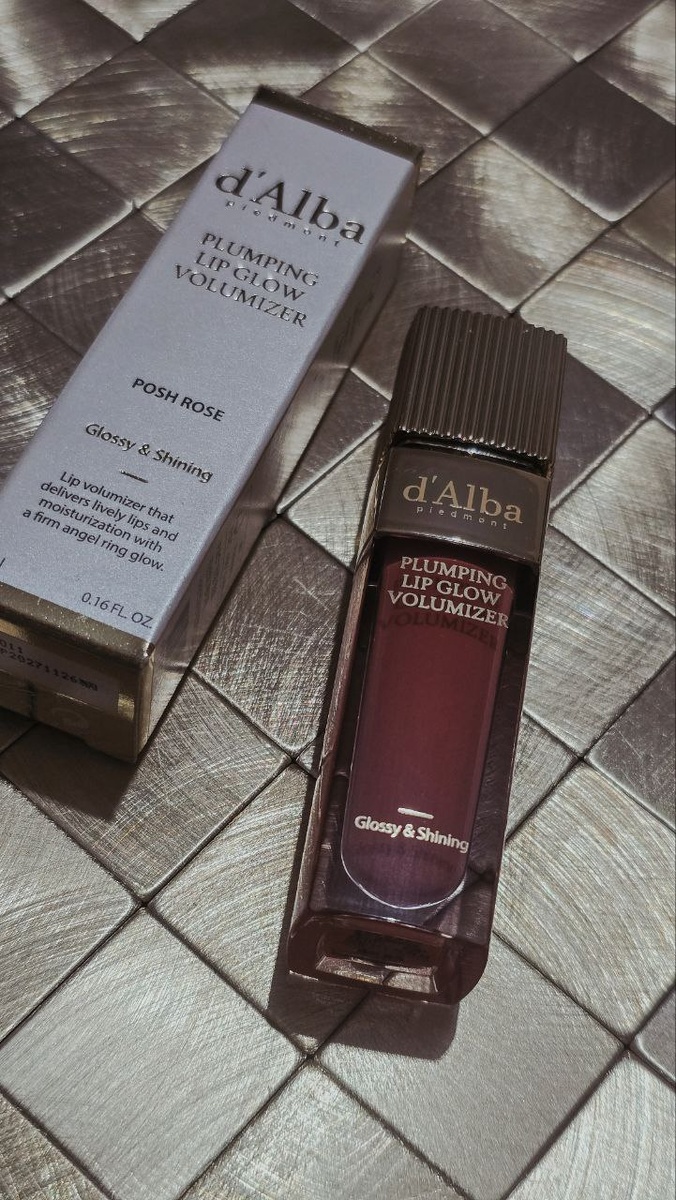 d'Alba
piedmont
PLUMPING
LIP GLOW
VOLUMIZER
POSH ROSE
Glossy & Shining
Lip volumizer that
delivers lively lips and
moisturization with
a firm angel ring glow.
0.16 FL. OZ.
d'Alba
piedmont
PLUMPING
LIP GLOW
VOLUMIZER
Glossy & Shining